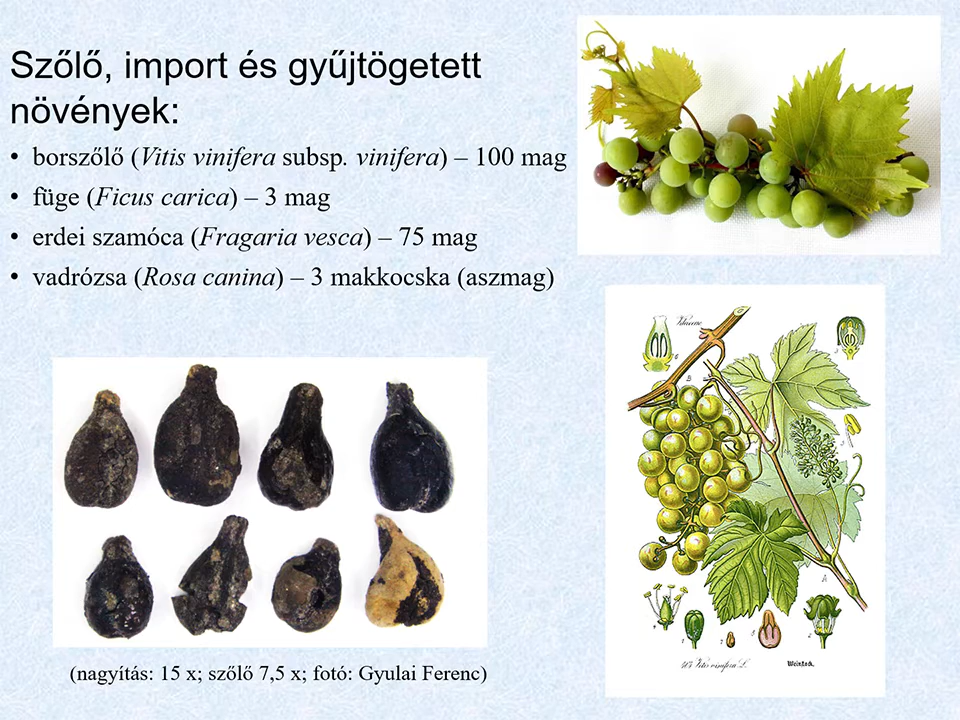 Szőlő, import és gyűjtögetett
növények:
• borszőlő (Vitis vinifera subsp. vinifera) – 100 mag
• füge (Ficus carica) – 3 mag
• erdei szamóca (Fragaria vesca) – 75 mag
• vadrózsa (Rosa canina) – 3 makkocska (aszmag)
(nagyítás: 15 x; szőlő 7,5 x; fotó: Gyulai Ferenc)
B
A
Weinstock.